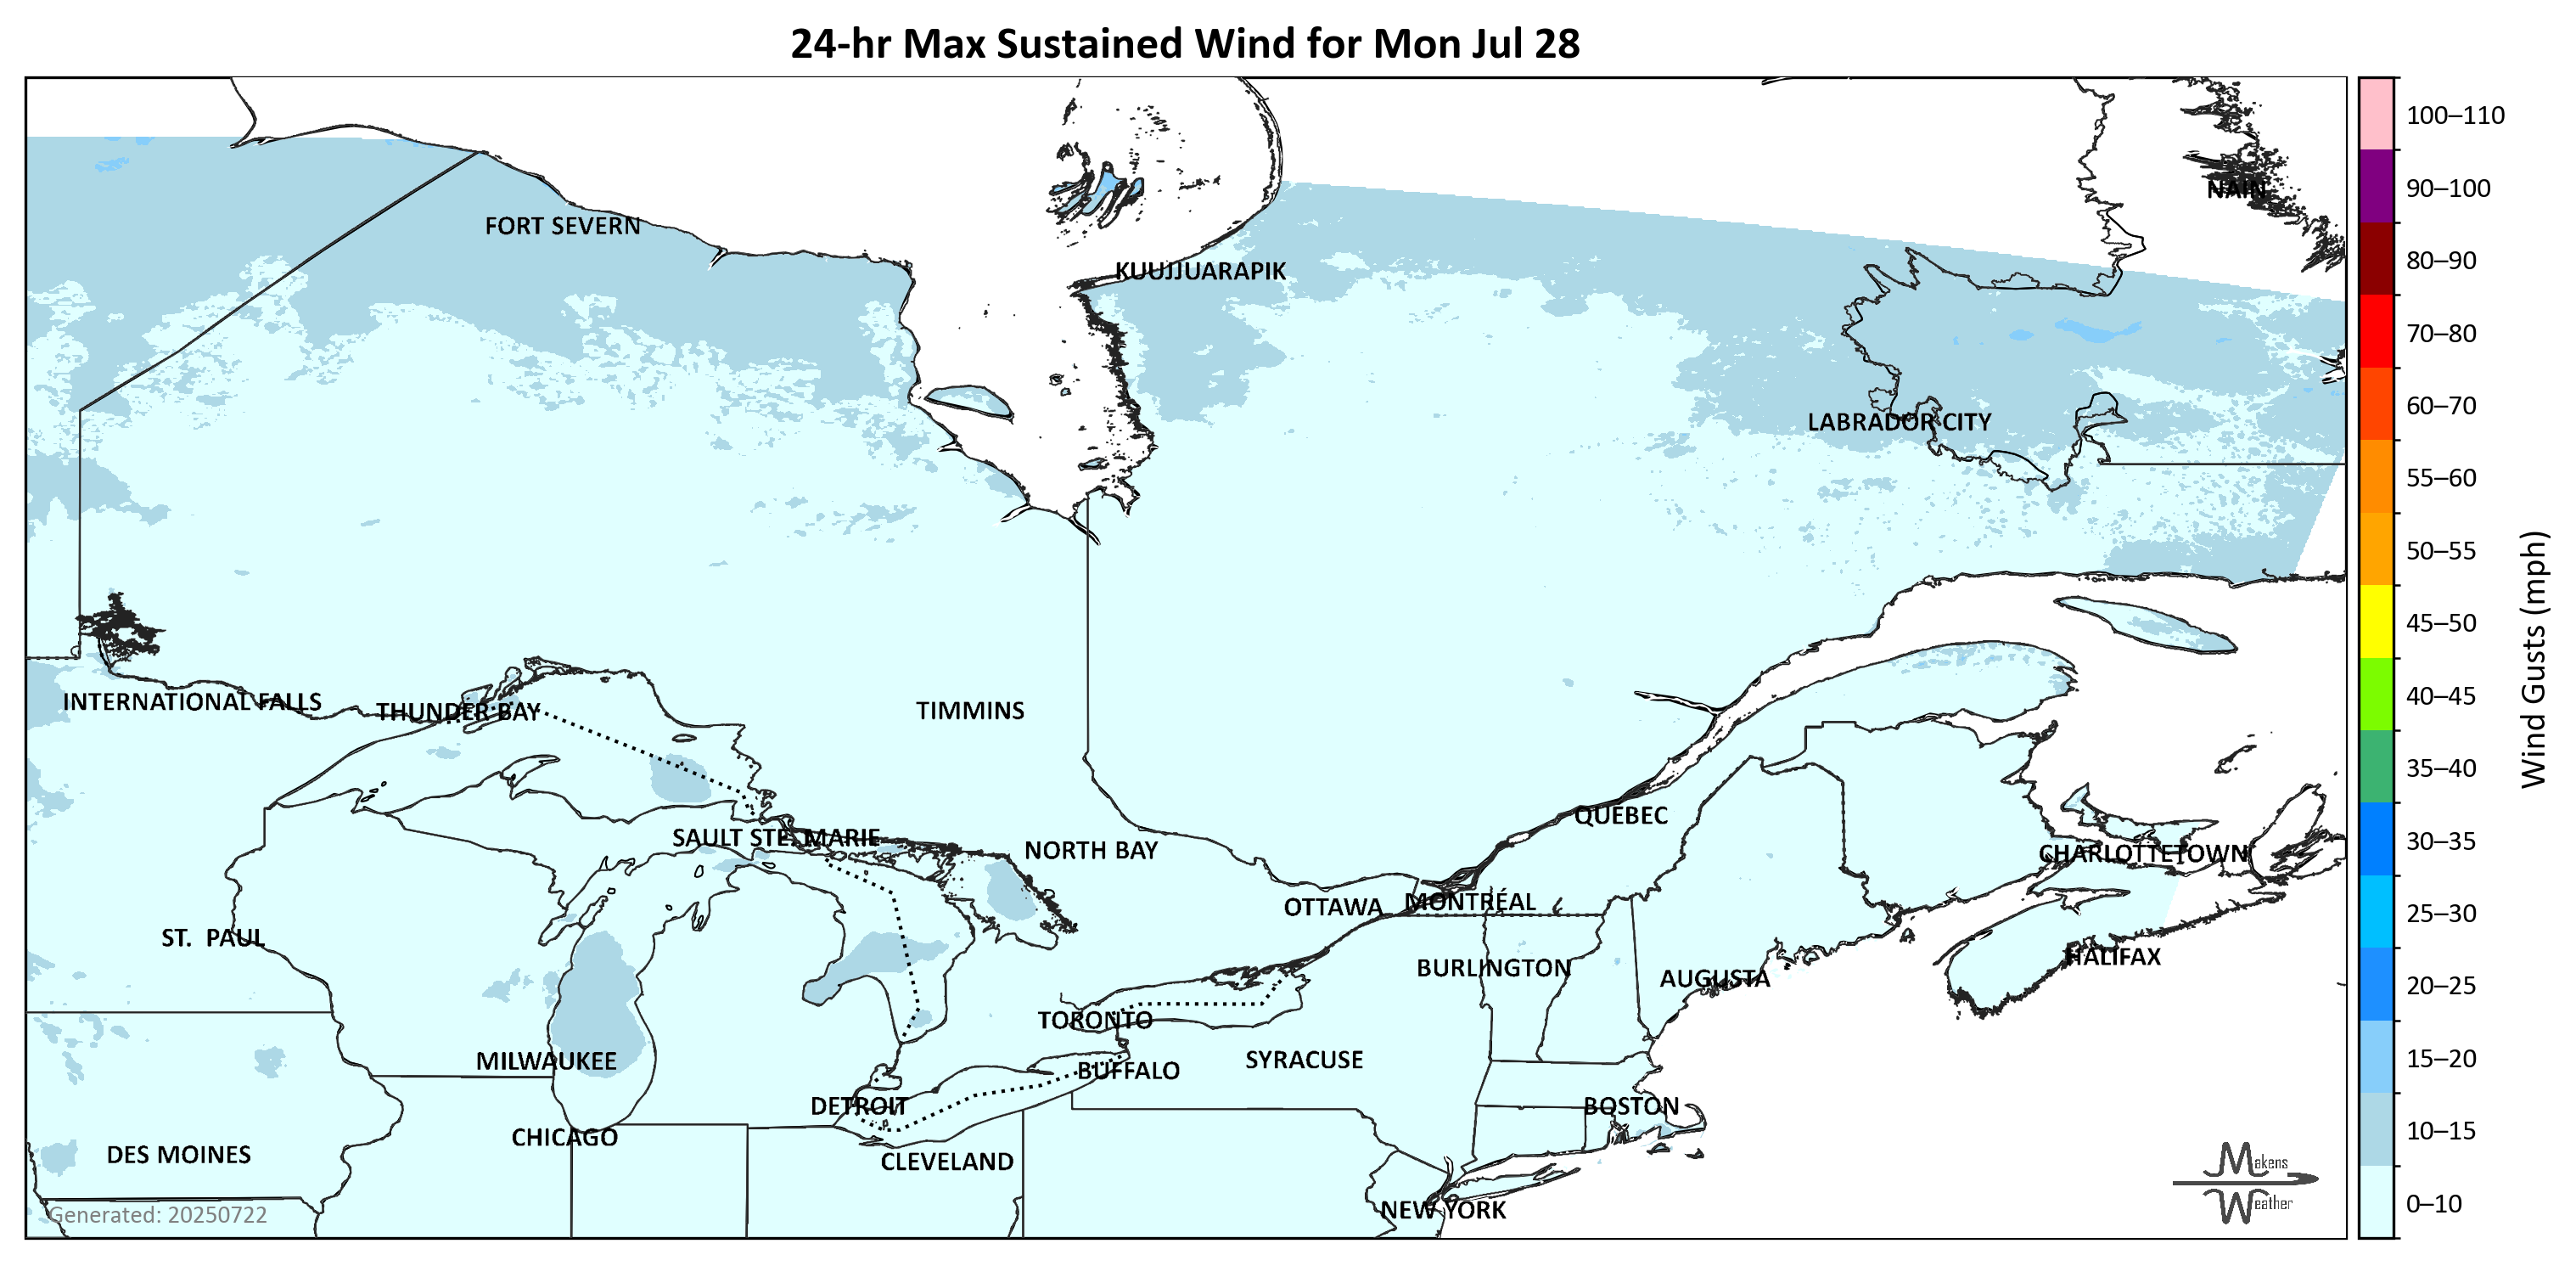 24-hr Max Sustained Wind for Mon Jul 28
NAIN
FORT SEVERN
KUUJJUARAPIK
LABRADOR CITY
INTERNATIONAL FALLS
THUNDER BAY
TIMMINS
QUÉBEC
SAULT STE. MARIE
NORTH BAY
CHARLOTTETOWN
OTTAWA
MONTRÉAL
ST. PAUL
HALIFAX
BURLINGTON
AUGUSTA
TORONTO
MILWAUKEE
BUFFALO
SYRACUSE
DETROIT
BOSTON
CHICAGO
DES MOINES
CLEVELAND
NEW YORK
Generated: 20250722
Makens
Weather
100–110
90–100
80–90
70–80
60–70
55–60
50–55
45–50
40–45
35–40
30–35
25–30
20–25
15–20
10–15
0–10
Wind Gusts (mph)